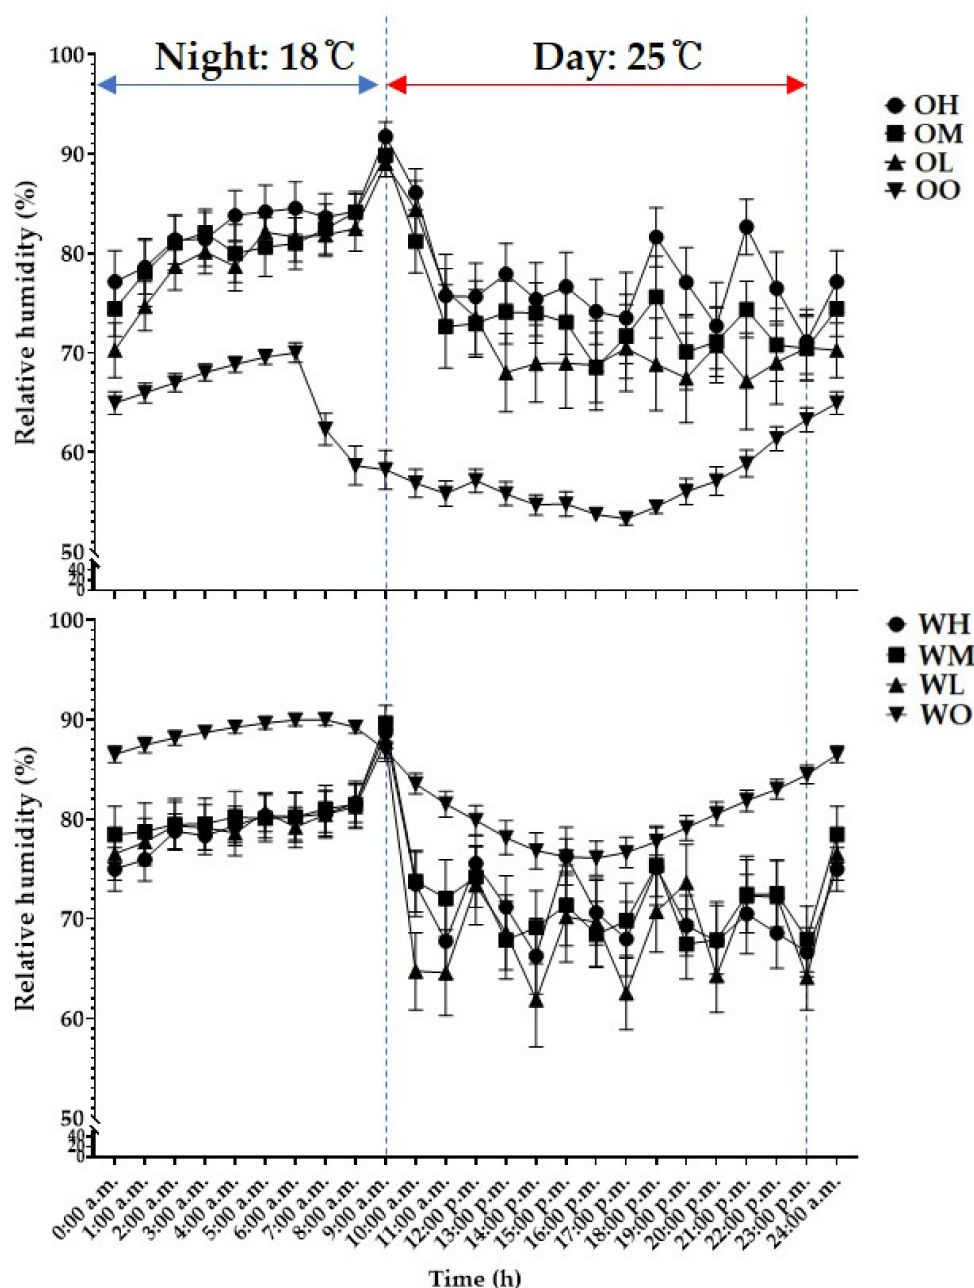 Night: 18℃
Day: 25℃
Relative humidity (%)
100
90
80
70
60
50
40
20
0
OH
OM
OL
OO
Relative humidity (%)
100
90
80
70
60
50
40
20
0
WH
WM
WL
WO
0:00 a.m.
1:00 a.m.
2:00 a.m.
3:00 a.m.
4:00 a.m.
5:00 a.m.
6:00 a.m.
7:00 a.m.
8:00 a.m.
9:00 a.m.
10:00 a.m.
11:00 a.m.
12:00 p.m.
13:00 p.m.
14:00 p.m.
15:00 p.m.
16:00 p.m.
17:00 p.m.
18:00 p.m.
19:00 p.m.
20:00 p.m.
21:00 p.m.
22:00 p.m.
23:00 p.m.
24:00 a.m.
Time (h)